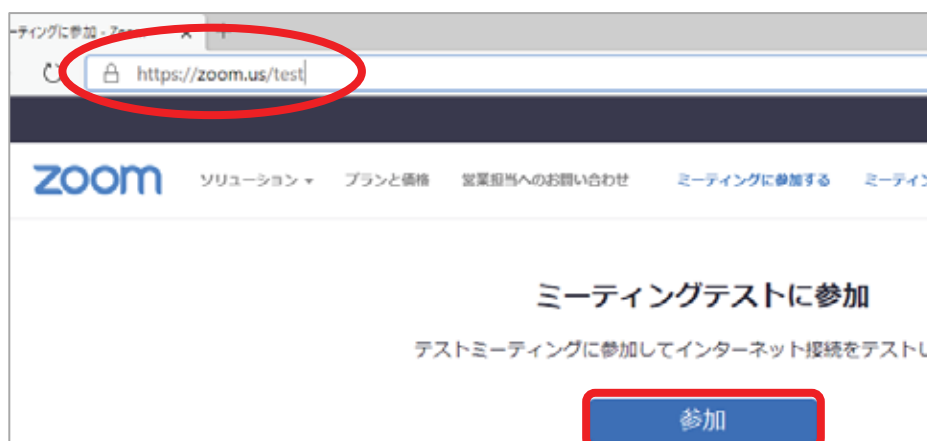 ーティングに参加 - Zoom × +
https://zoom.us/test
zoom ソリューション ▾ プランと価格 営業担当へのお問い合わせ ミーティングに参加する ミーティン
ミーティングテストに参加
テストミーティングに参加してインターネット接続をテストし
参加